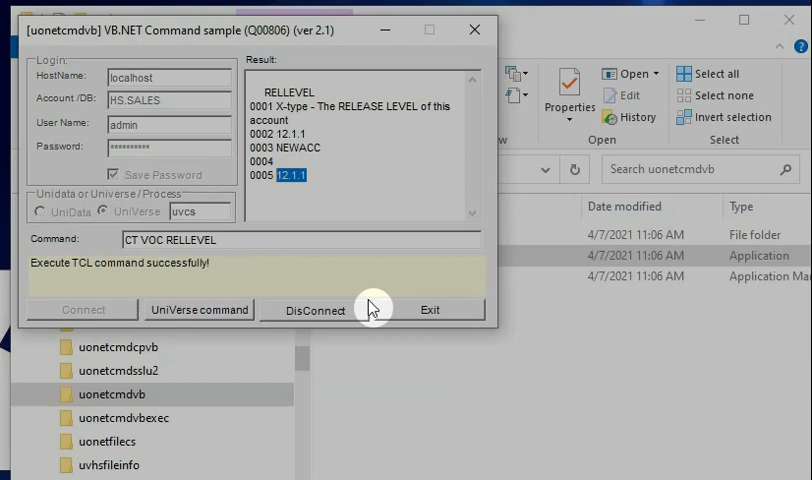 [uonetcmdvb] VB.NET Command sample (Q00806) (ver 2.1)
Login:
HostName: localhost
Account /DB: HS.SALES
User Name: admin
Password: **********
Save Password
Unidata or Universe / Process
UniData UniVerse uvcs
Result:
RELLEVEL
0001 X-type - The RELEASE LEVEL of this
account
0002 12.1.1
0003 NEWACC
0004
0005 12.1.1
Command: CT VOC RELLEVEL
Execute TCL command successfully!
Connect UniVerse command DisConnect Exit
Properties
Open
Edit
History
Open
Select all
Select none
Invert selection
Select
w
Search uonetcmdvb
Date modified Type
4/7/2021 11:06 AM File folder
4/7/2021 11:06 AM Application
4/7/2021 11:06 AM Application Ma
uonetcmdcpvb
uonetcmdsslu2
uonetcmdvb
uonetcmdvbexec
uonetfilecs
uvhsfileinfo